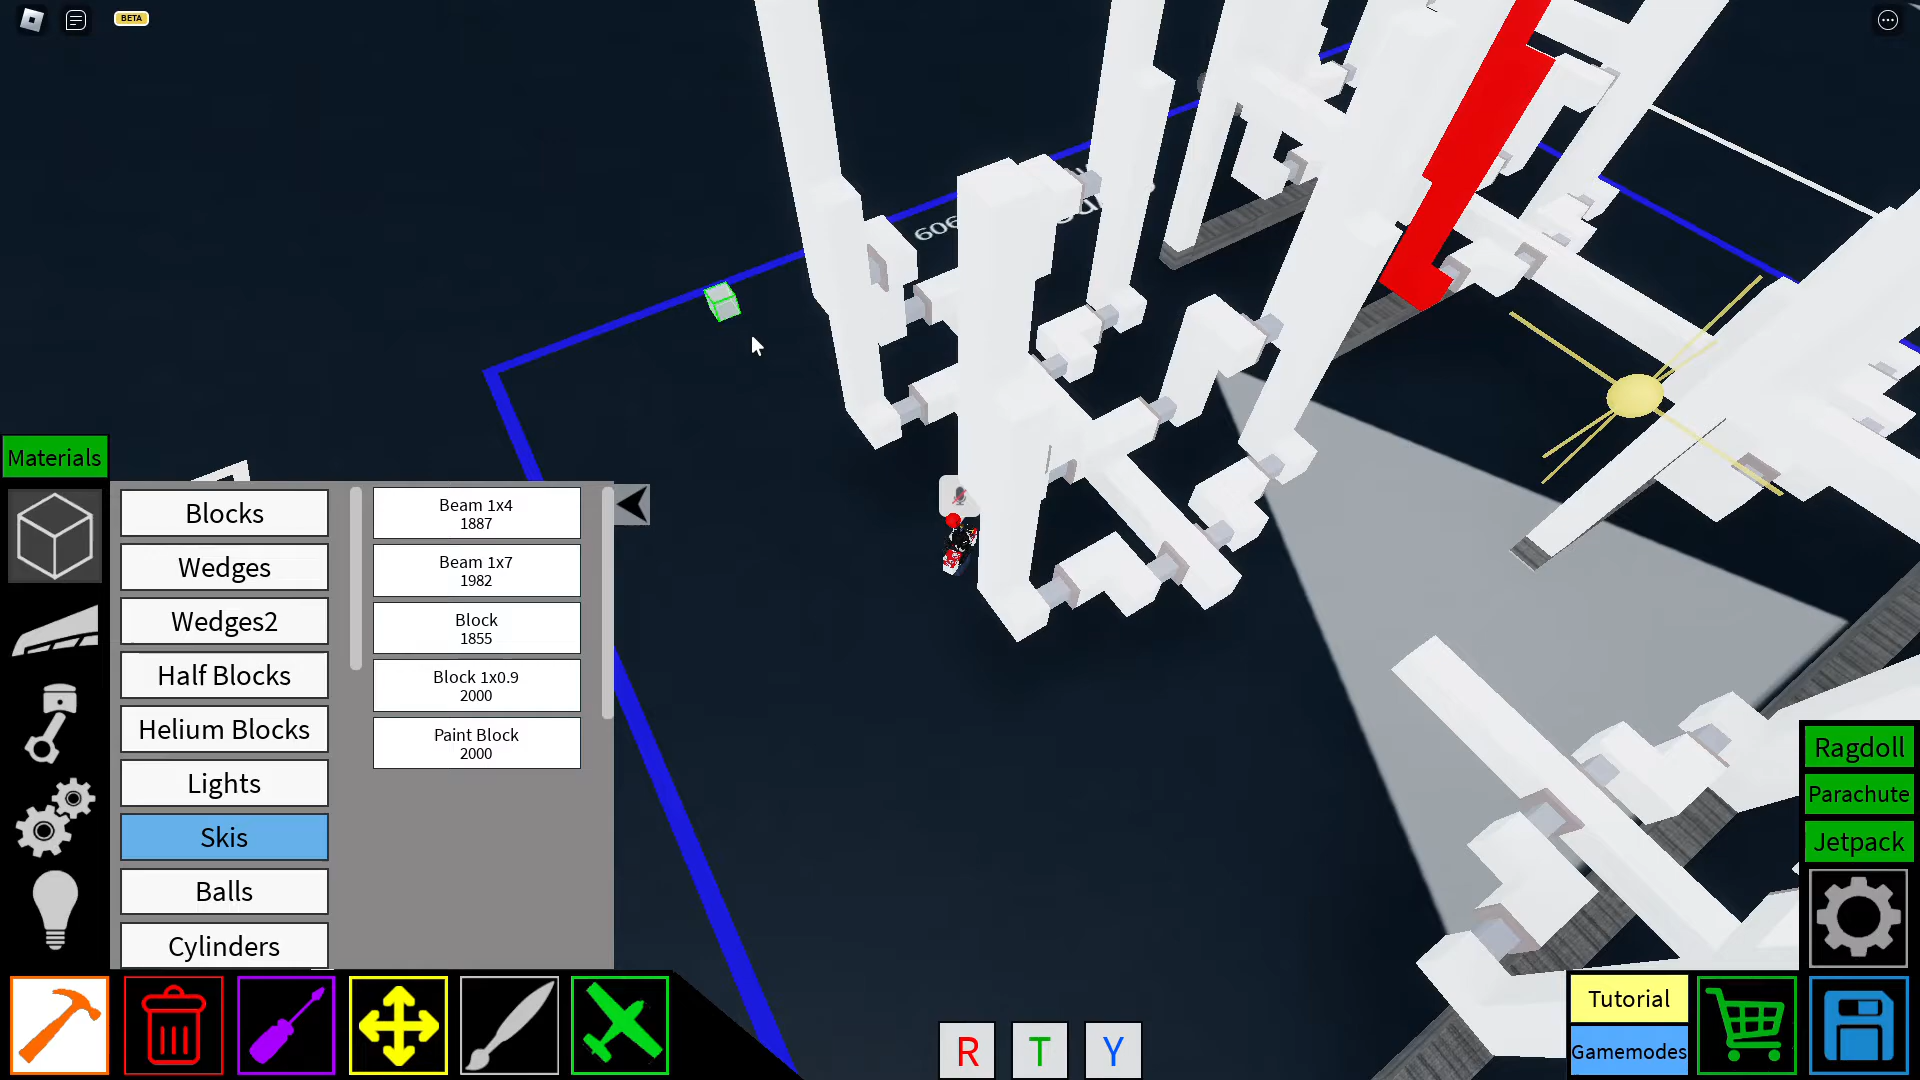 BETA
606
Materials
Blocks
Wedges
Wedges2
Half Blocks
Helium Blocks
Lights
Skis
Balls
Cylinders
Beam 1x4
1887
Beam 1x7
1982
Block
1855
Block 1x0.9
2000
Paint Block
2000
Ragdoll
Parachute
Jetpack
R
T
Y
Tutorial
Gamemodes